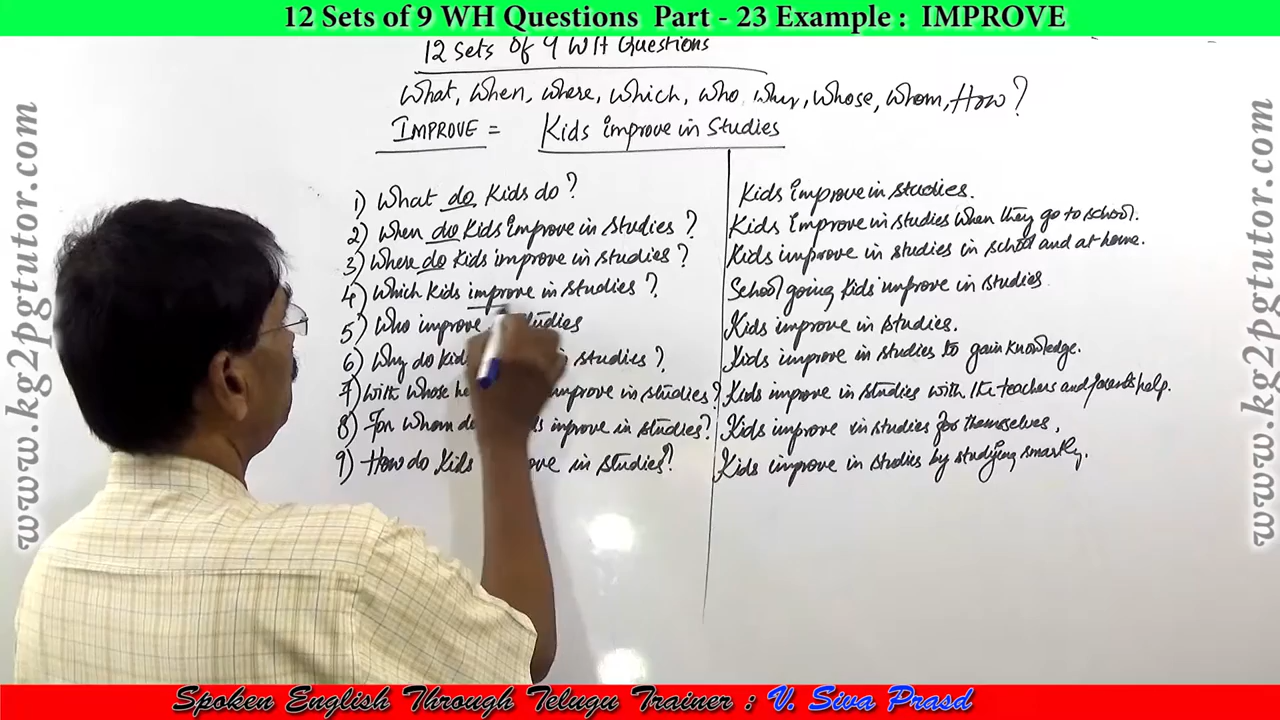 12 Sets of 9 WH Questions Part - 23 Example : IMPROVE
12 Sets of 9 WH Questions
What, When, Where, Which, Who, Why, Whose, Whom, How?
IMPROVE = Kids improve in Studies
1) What do Kids do? Kids improve in studies.
2) When do Kids improve in studies? Kids improve in studies when they go to school.
3) Where do Kids improve in studies? Kids improve in studies in school and at home.
4) Which Kids improve in studies? School going Kids improve in studies
5) Who improve studies Kids improve in studies.
6) Why do Kids studies? Kids improve in studies to gain knowledge.
7) With whose improve in studies? Kids improve in studies with the teachers and parents help.
8) For whom improve in studies? Kids improve in studies for themselves.
9) How do Kids in studies? Kids improve in studies by studying smartly.
www.kg2pgtutor.com
www.kg2pgtutor.com
Spoken English Through Telugu Trainer : V. Siva Prasd